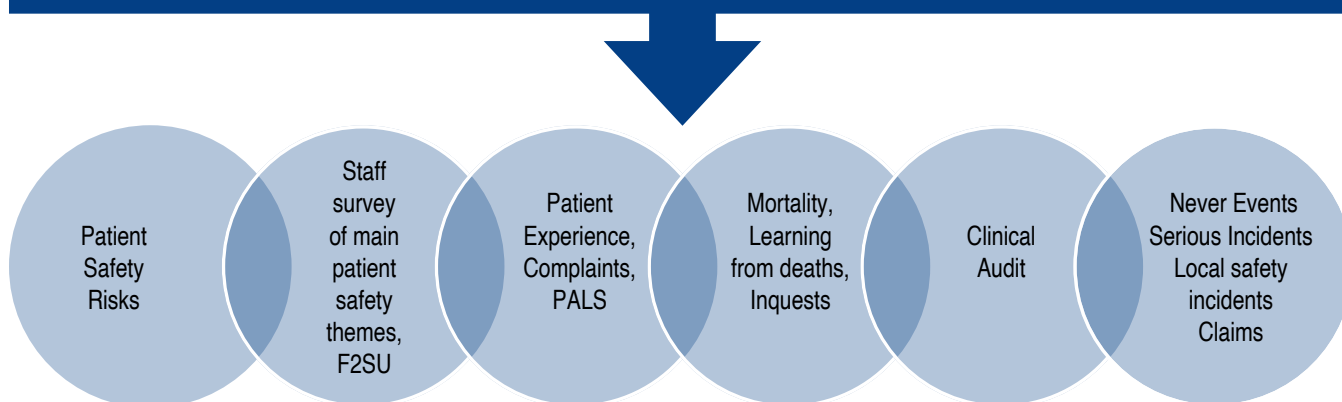 Patient
Safety
Risks
Staff
survey
of main
patient
safety
themes,
F2SU
Patient
Experience,
Complaints,
PALS
Mortality,
Learning
from deaths,
Inquests
Clinical
Audit
Never Events
Serious Incidents
Local safety
incidents
Claims